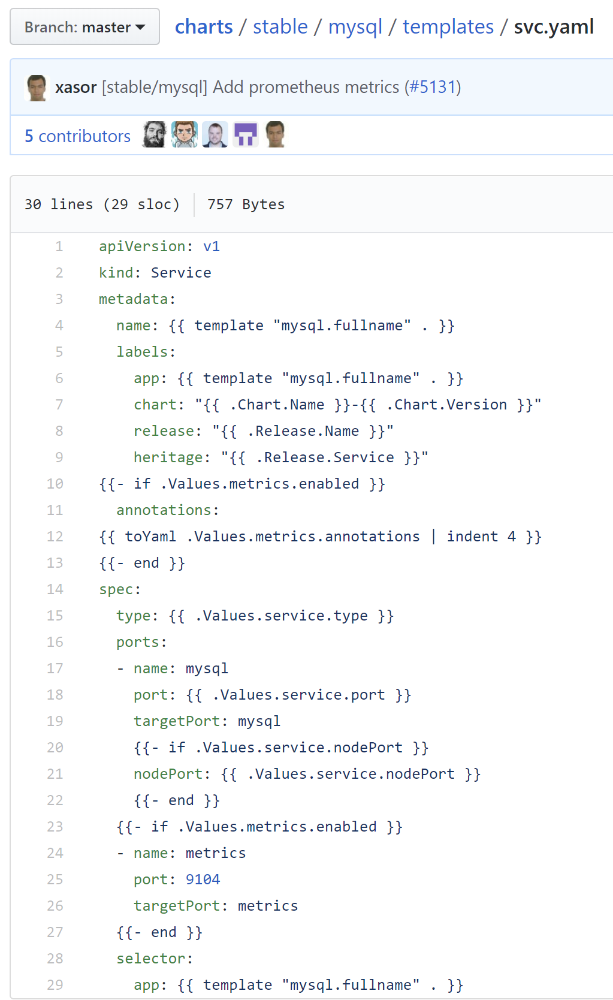 Branch: master charts / stable / mysql / templates / svc.yaml
xasor [stable/mysql] Add prometheus metrics (#5131)
5 contributors
30 lines (29 sloc) 757 Bytes
1 apiVersion: v1
2 kind: Service
3 metadata:
4   name: {{ template "mysql.fullname" . }}
5   labels:
6     app: {{ template "mysql.fullname" . }}
7     chart: "{{ .Chart.Name }}-{{ .Chart.Version }}"
8     release: "{{ .Release.Name }}"
9     heritage: "{{ .Release.Service }}"
10 {{- if .Values.metrics.enabled }}
11   annotations:
12 {{ toYaml .Values.metrics.annotations | indent 4 }}
13 {{- end }}
14 spec:
15   type: {{ .Values.service.type }}
16   ports:
17   - name: mysql
18     port: {{ .Values.service.port }}
19     targetPort: mysql
20     {{- if .Values.service.nodePort }}
21     nodePort: {{ .Values.service.nodePort }}
22     {{- end }}
23   {{- if .Values.metrics.enabled }}
24   - name: metrics
25     port: 9104
26     targetPort: metrics
27   {{- end }}
28   selector:
29     app: {{ template "mysql.fullname" . }}